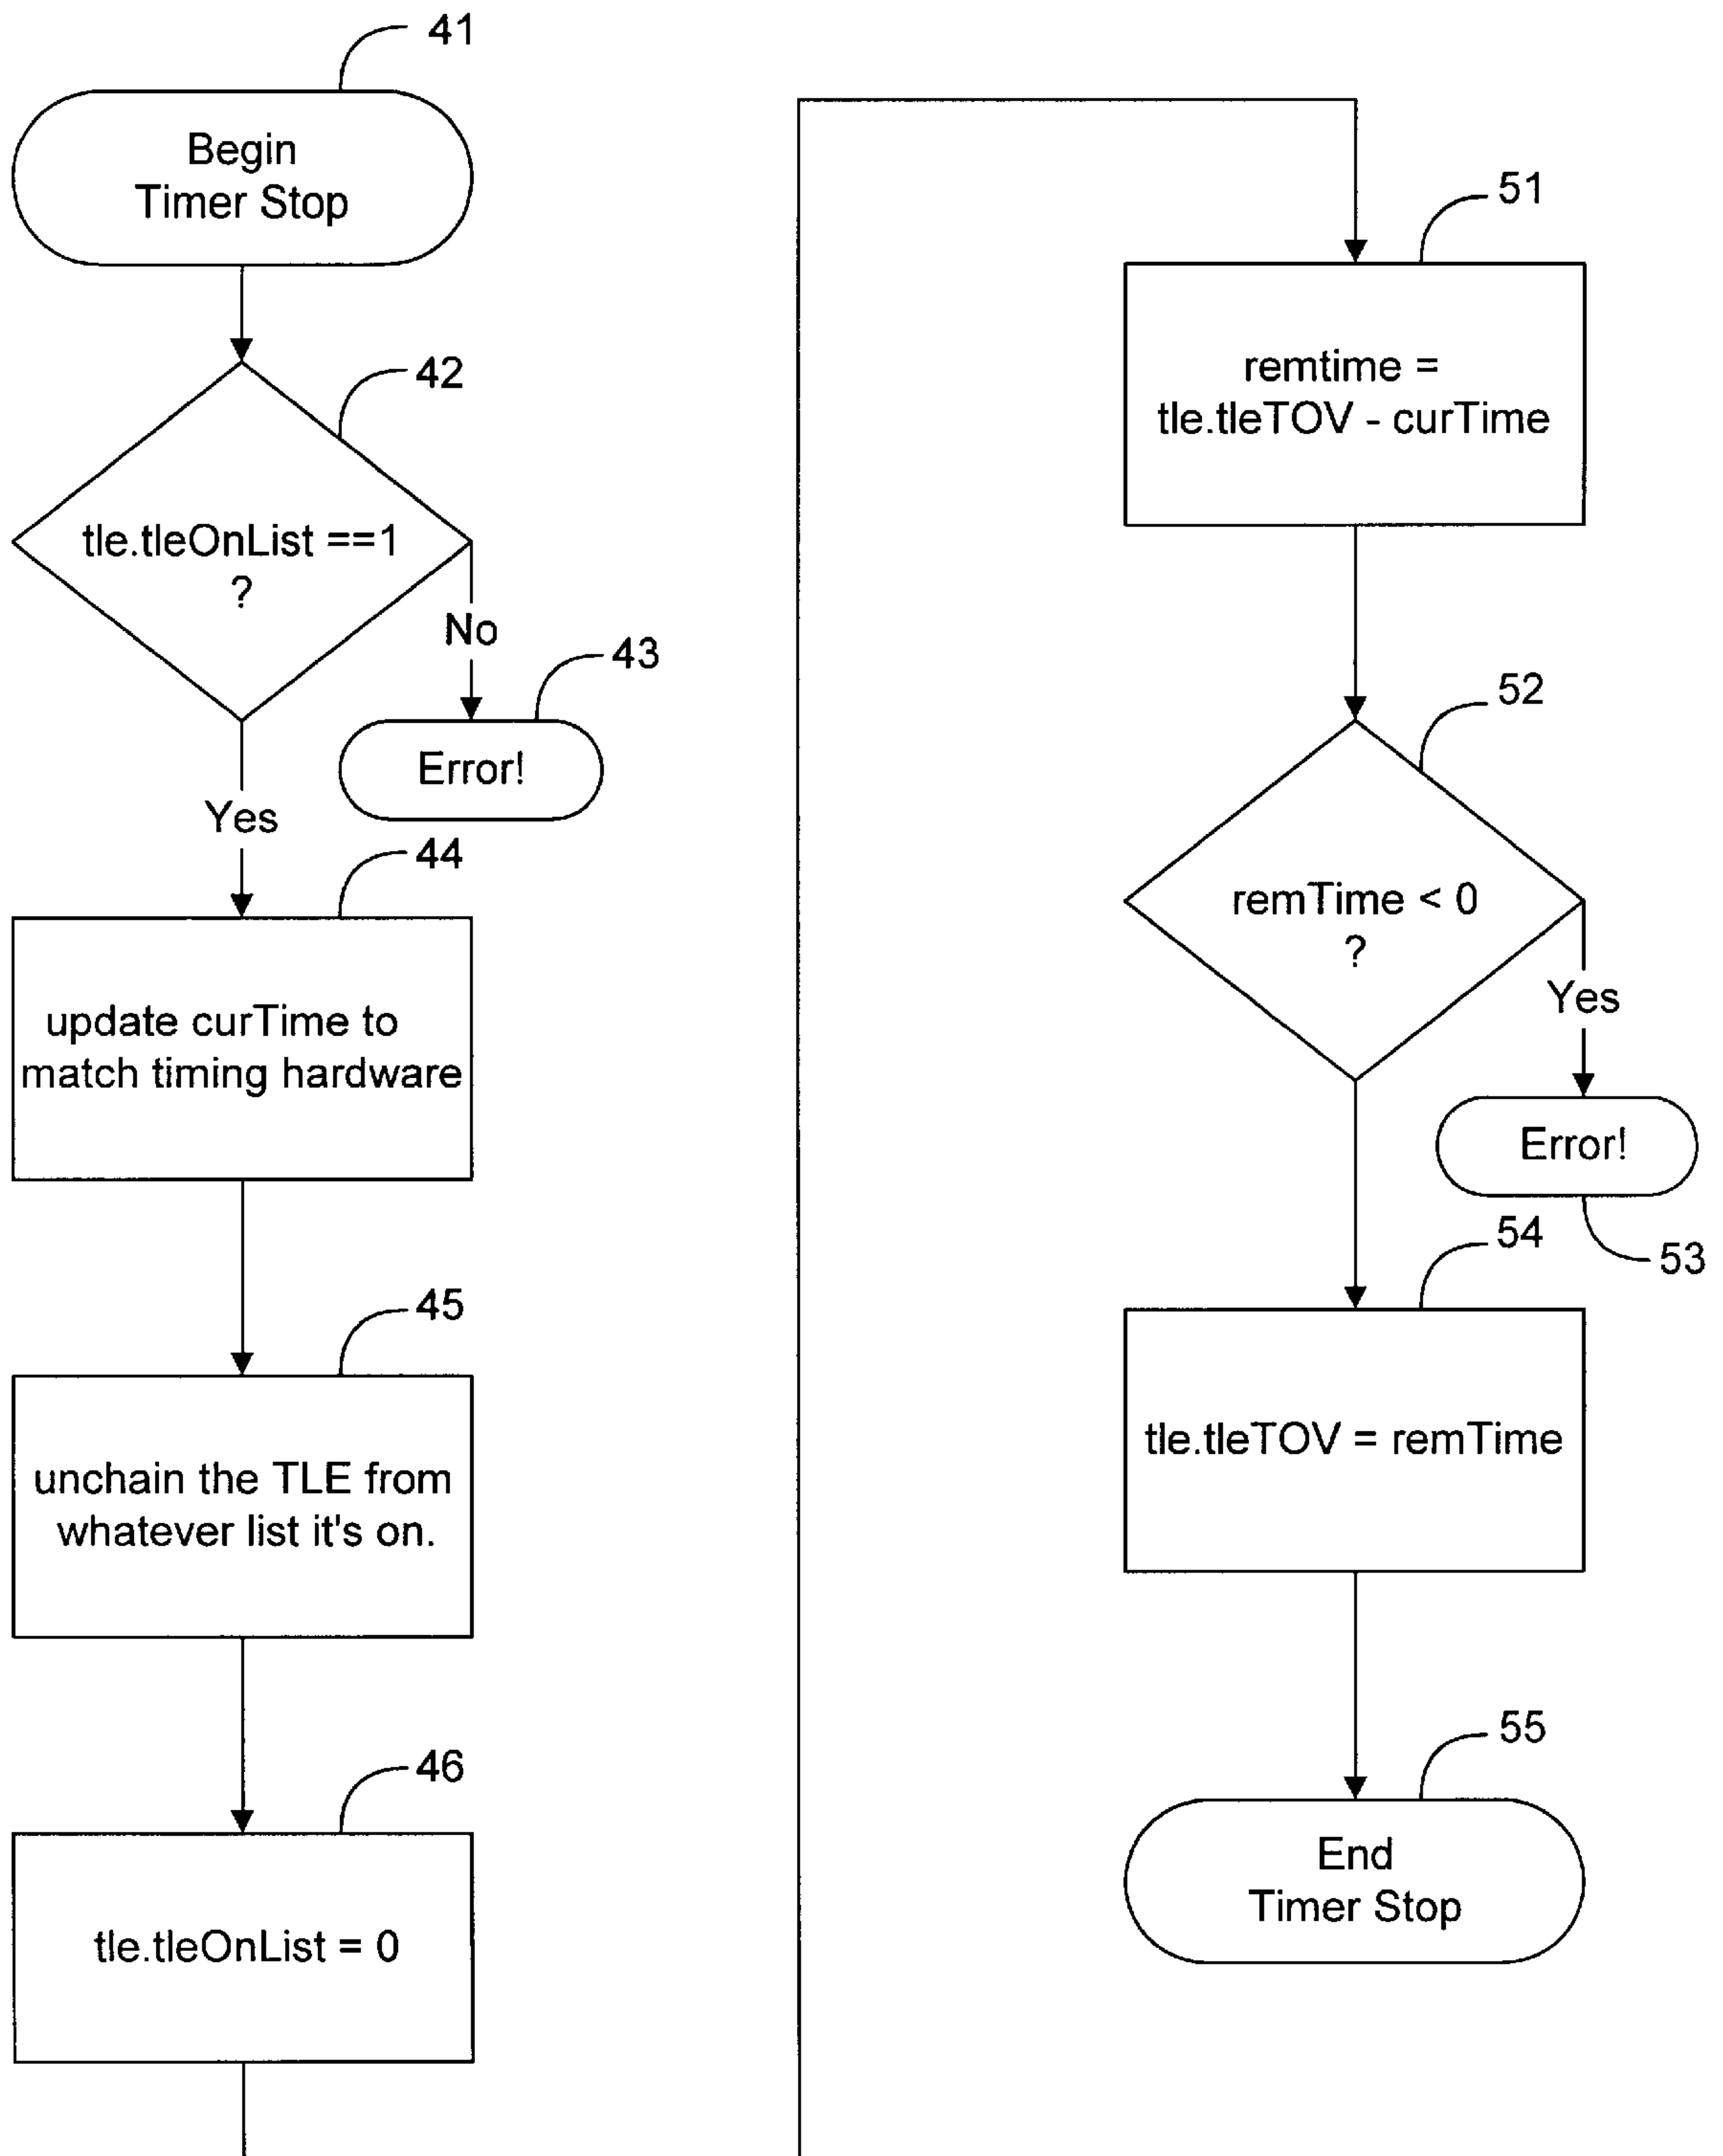 41
Begin
Timer Stop
42
tle.tleOnList ==1
?
No
43
Error!
Yes
44
update curTime to
match timing hardware
45
unchain the TLE from
whatever list it's on.
46
tle.tleOnList = 0
51
remtime =
tle.tleTOV - curTime
52
remTime < 0
?
Yes
Error!
53
54
tle.tleTOV = remTime
55
End
Timer Stop